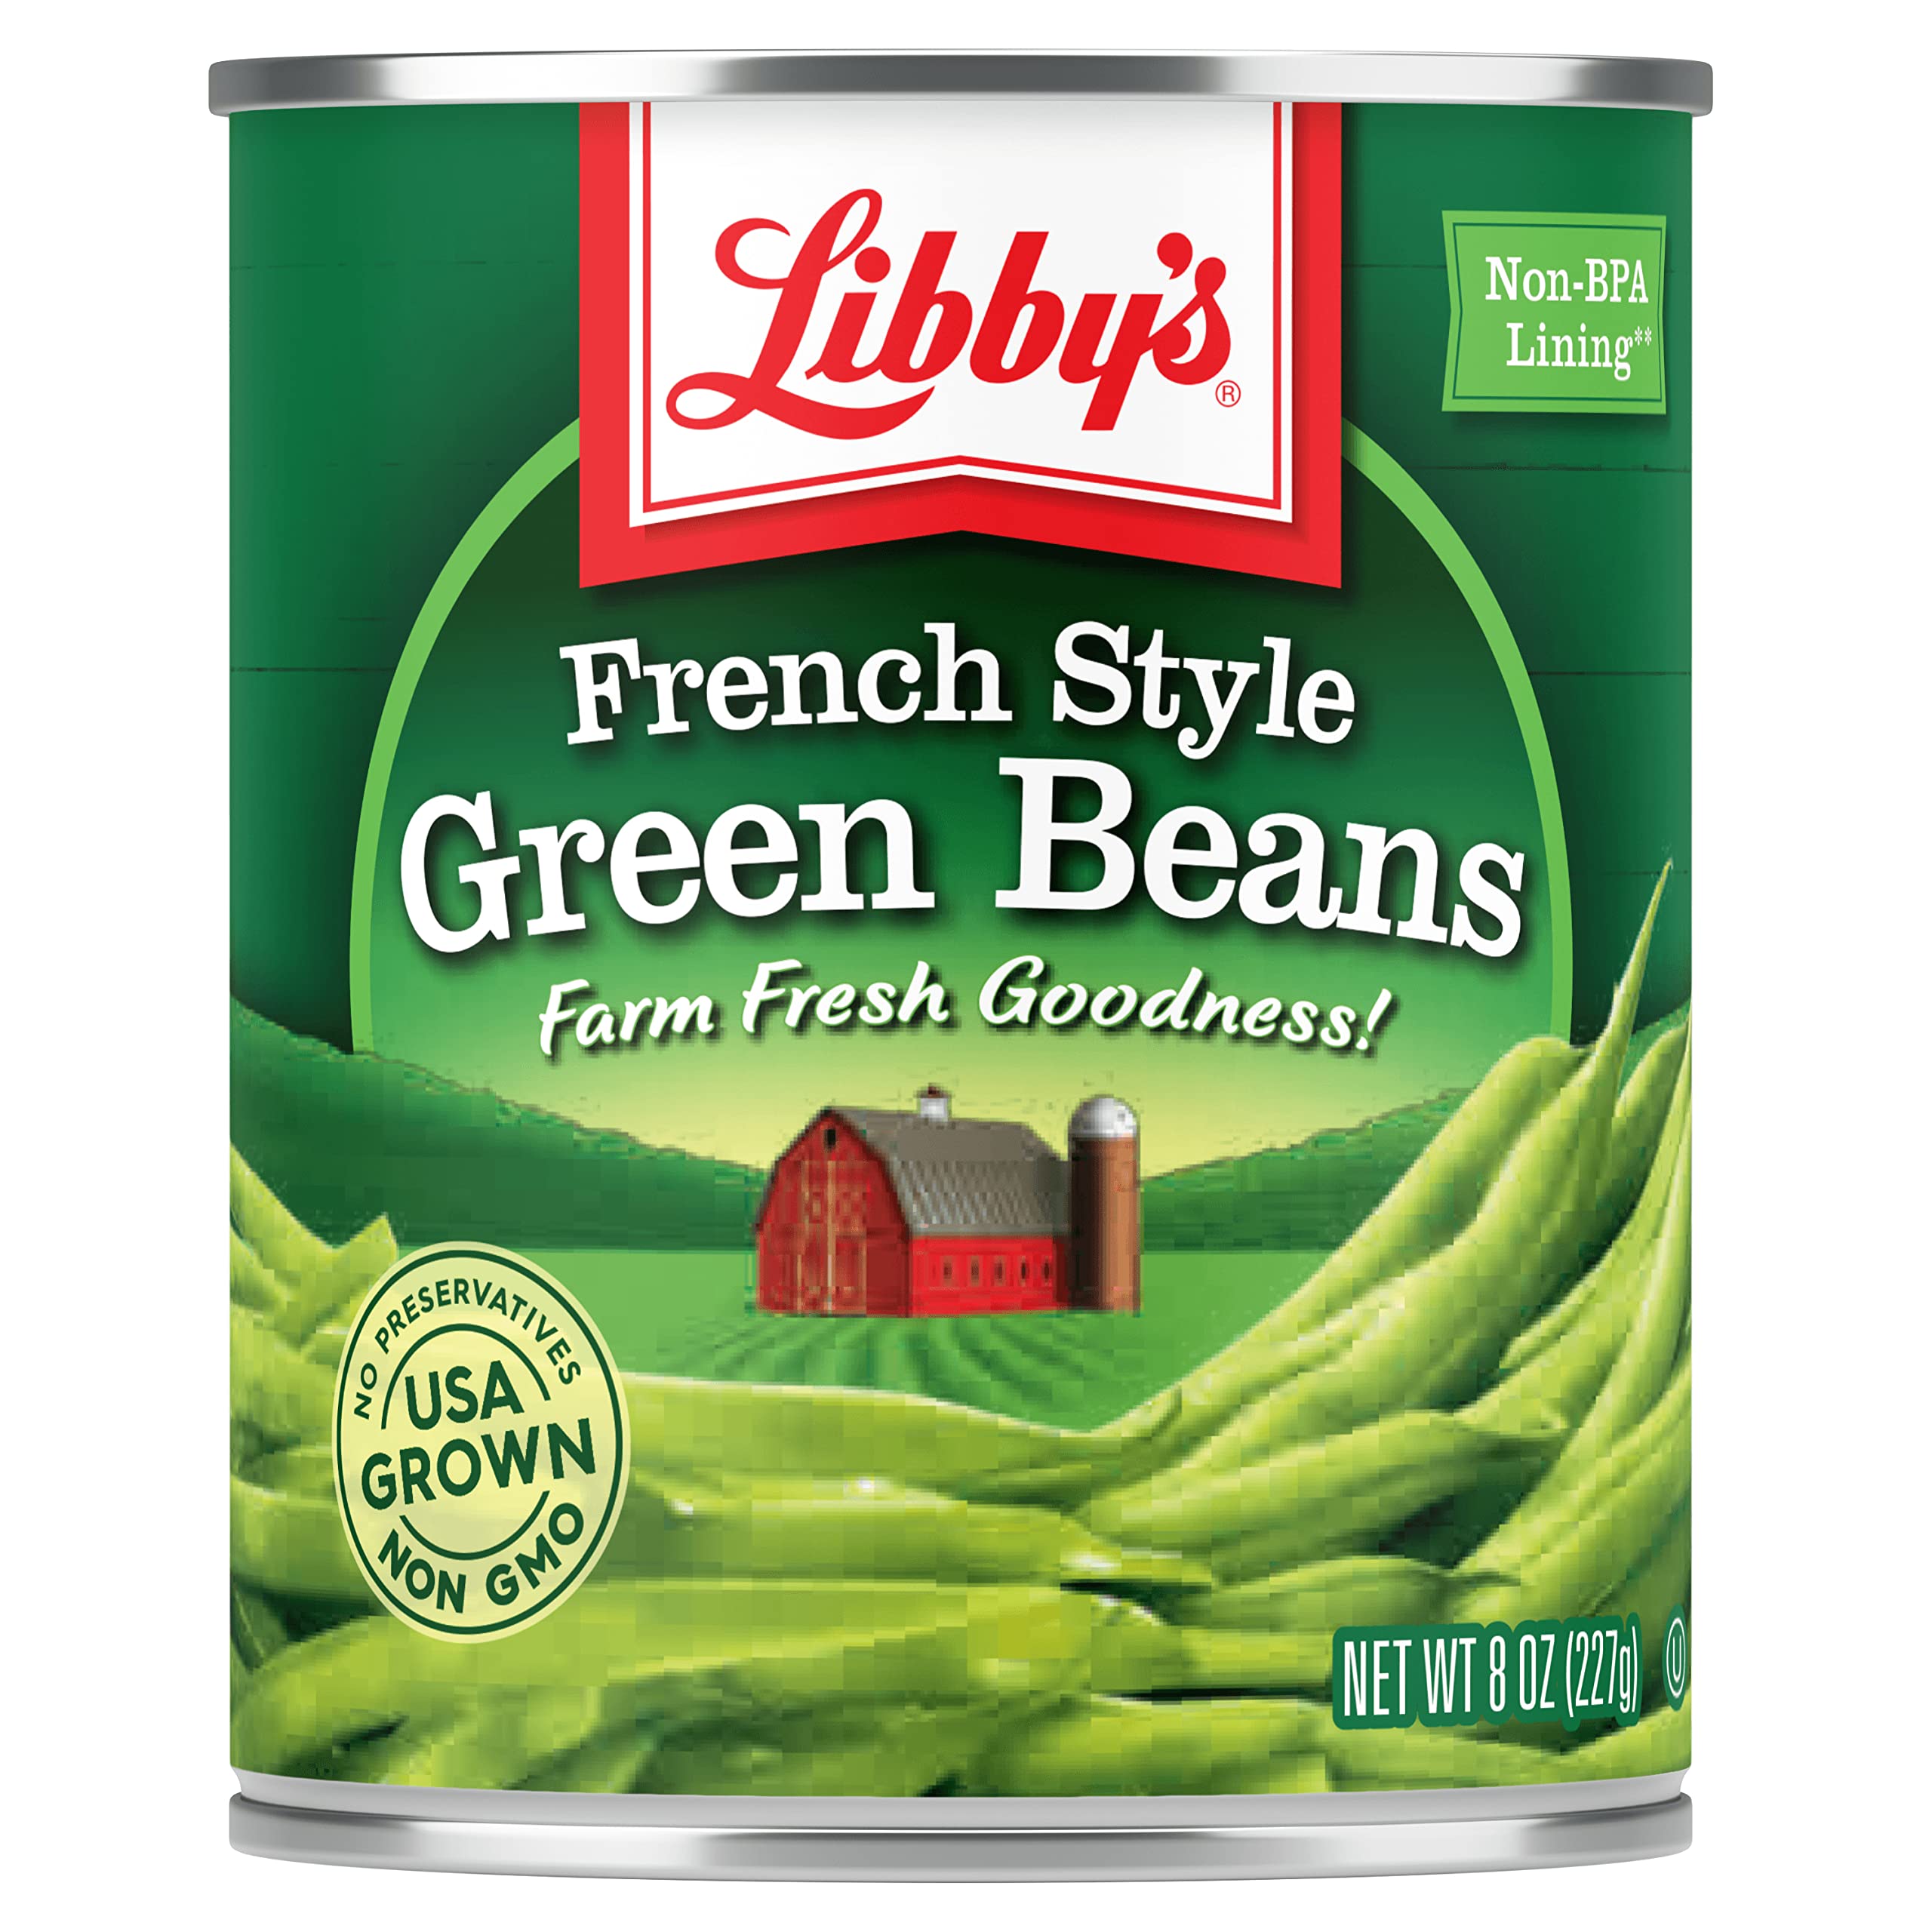 Libby's®
Non-BPA
Lining**
French Style
Green Beans
Farm Fresh Goodness!
NO PRESERVATIVES
USA
GROWN
NON GMO
NET WT 8 OZ (227g) U